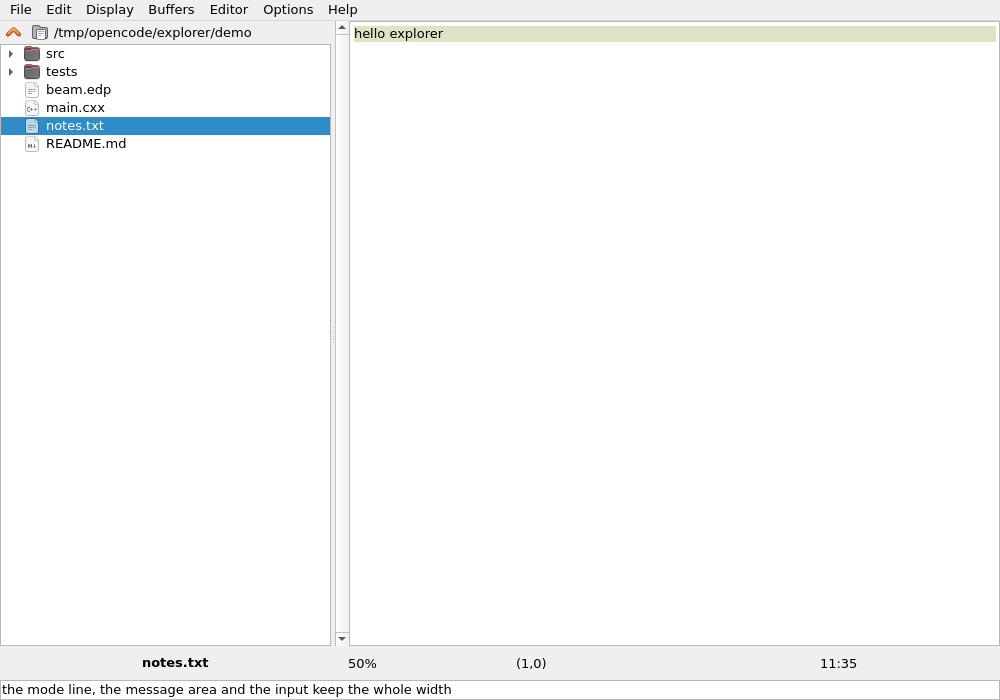 File Edit Display Buffers Editor Options Help
/tmp/opencode/explorer/demo
src
tests
beam.edp
main.cxx
notes.txt
README.md
hello explorer
notes.txt 50% (1,0) 11:35
the mode line, the message area and the input keep the whole width